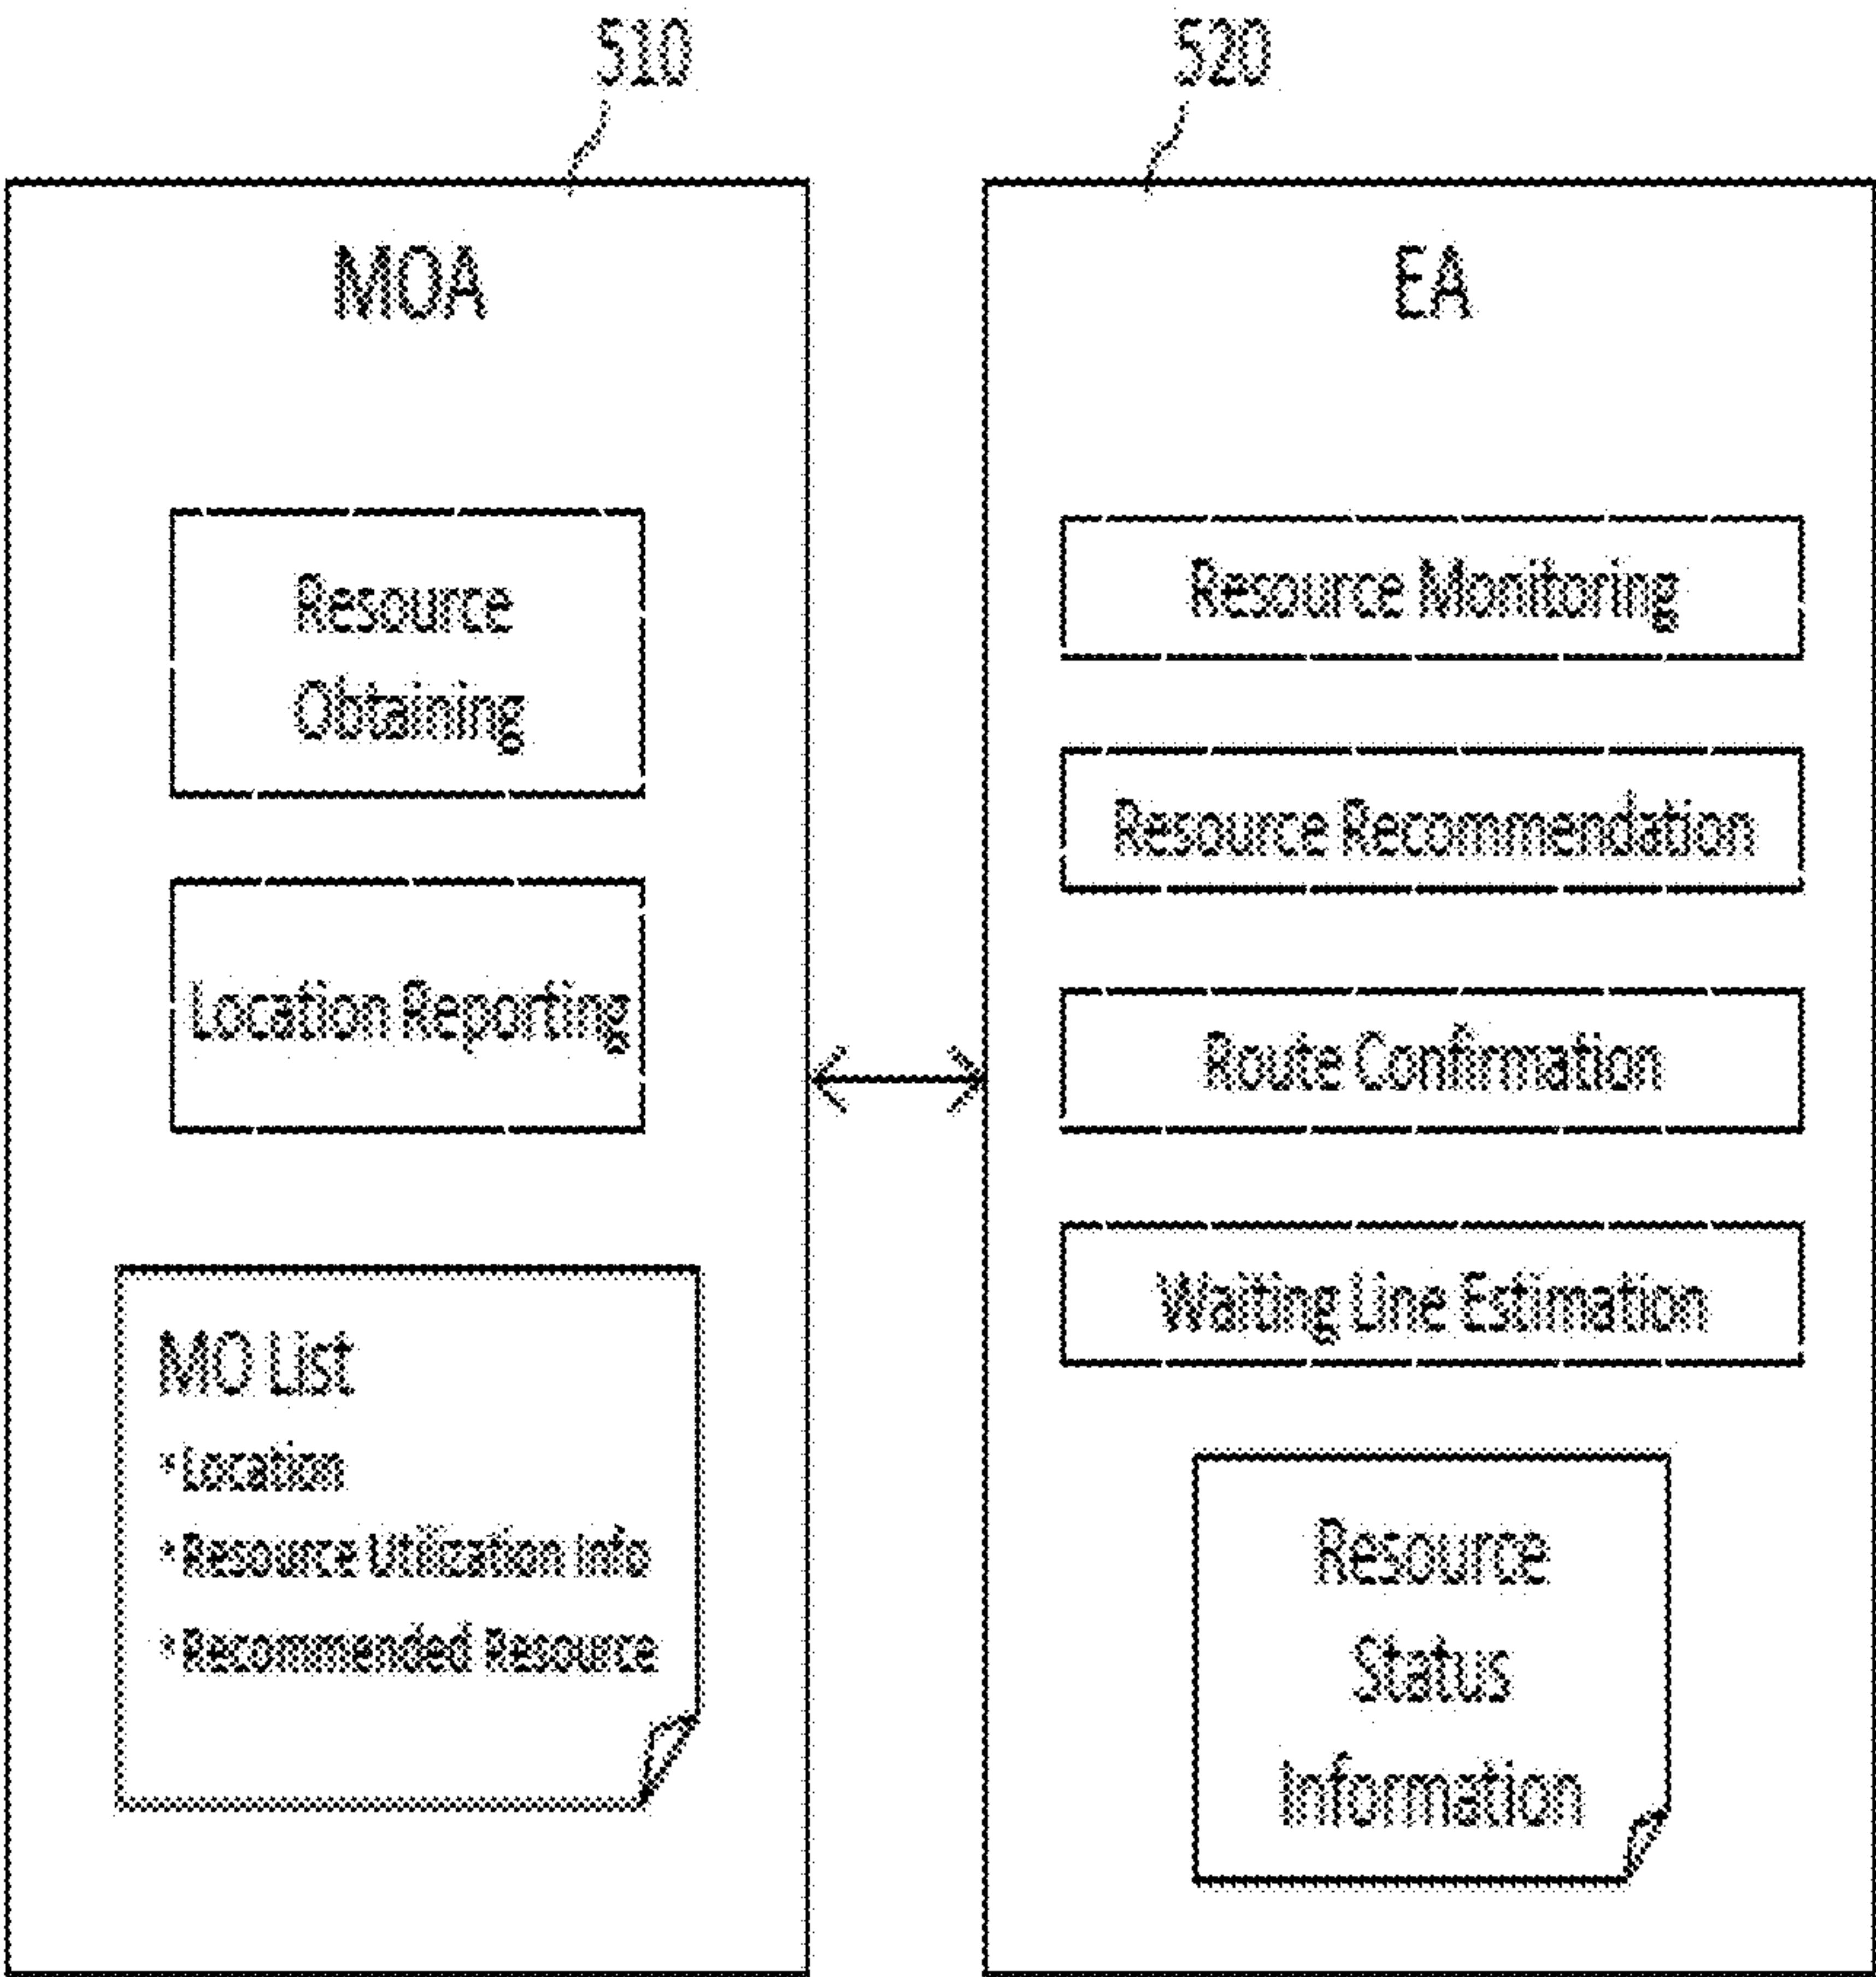 510
520
MOA
Resource
Obtaining
Location Reporting
MO List
• Location
• Resource Utilization Info
• Recommended Resource
EA
Resource Monitoring
Resource Recommendation
Route Confirmation
Waiting Line Estimation
Resource
Status
Information